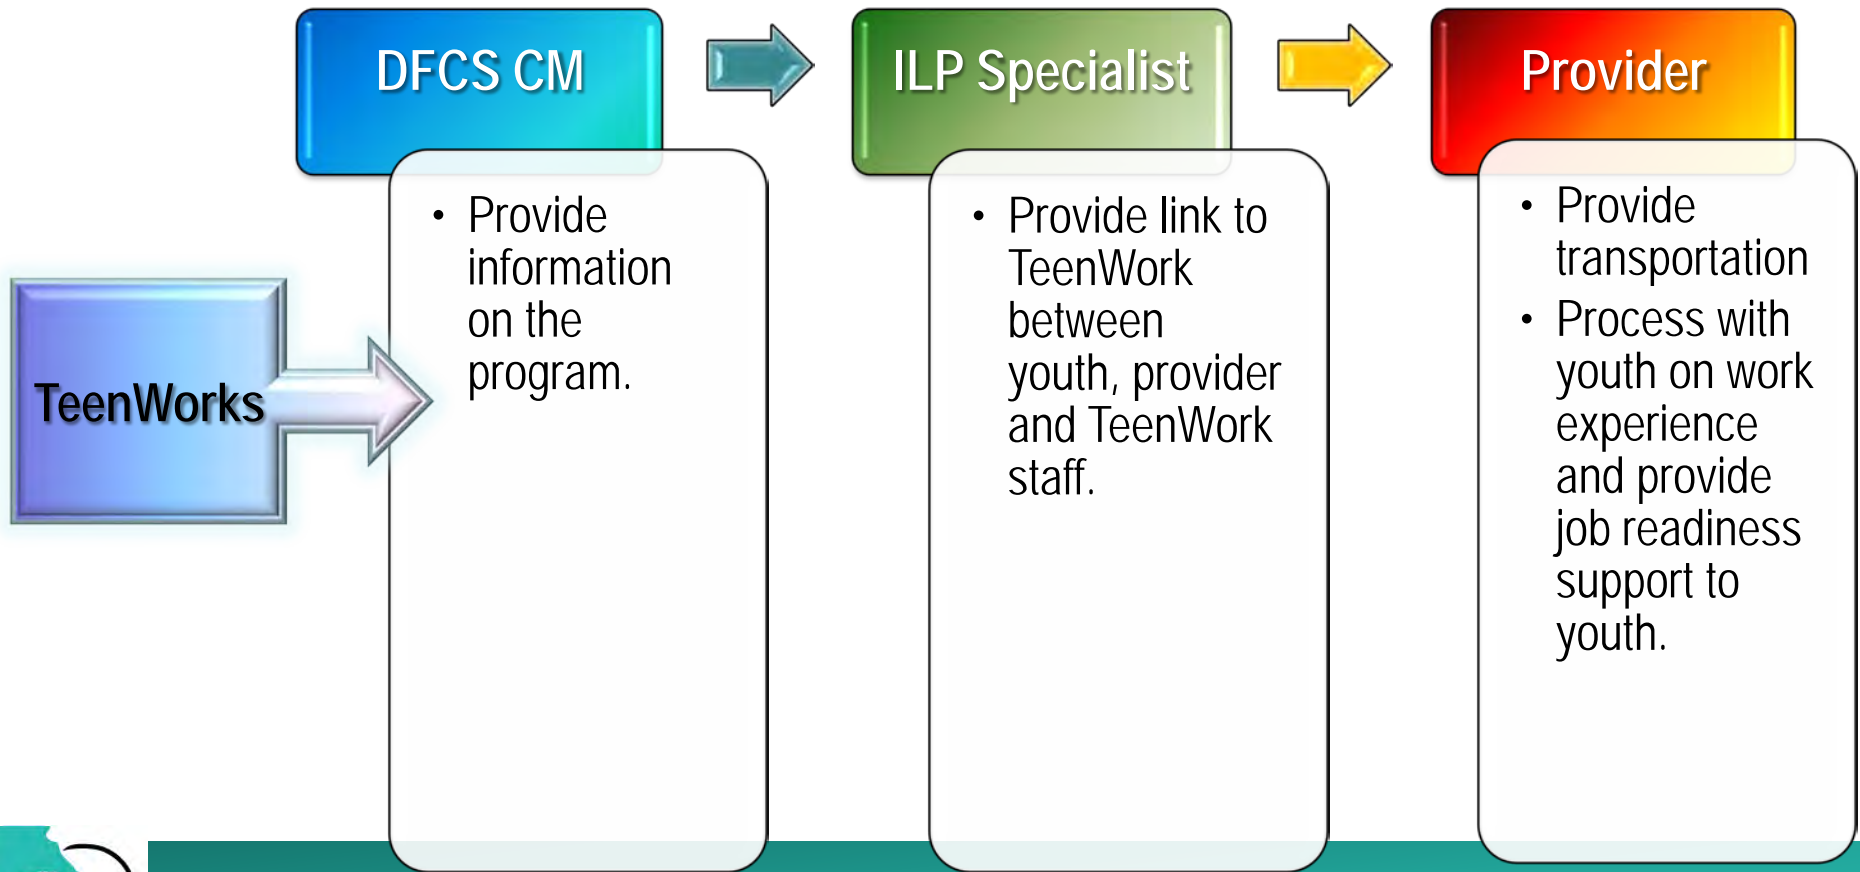 DFCS CM
ILP Specialist
Provider
TeenWorks
• Provide
information
on the
program.
• Provide link to
TeenWork
between
youth, provider
and TeenWork
staff.
• Provide
transportation
• Process with
youth on work
experience
and provide
job readiness
support to
youth.